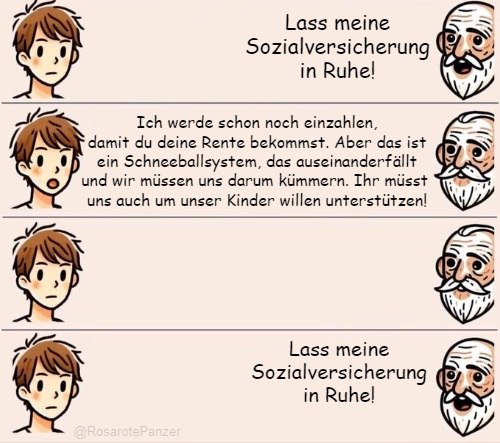 Lass meine
Sozialversicherung
in Ruhe!
Ich werde schon noch einzahlen,
damit du deine Rente bekommst. Aber das ist
ein Schneeballsystem, das auseinanderfällt
und wir müssen uns darum kümmern. Ihr müsst
uns auch um unser Kinder willen unterstützen!
Lass meine
Sozialversicherung
in Ruhe!
@RosarotePanzer